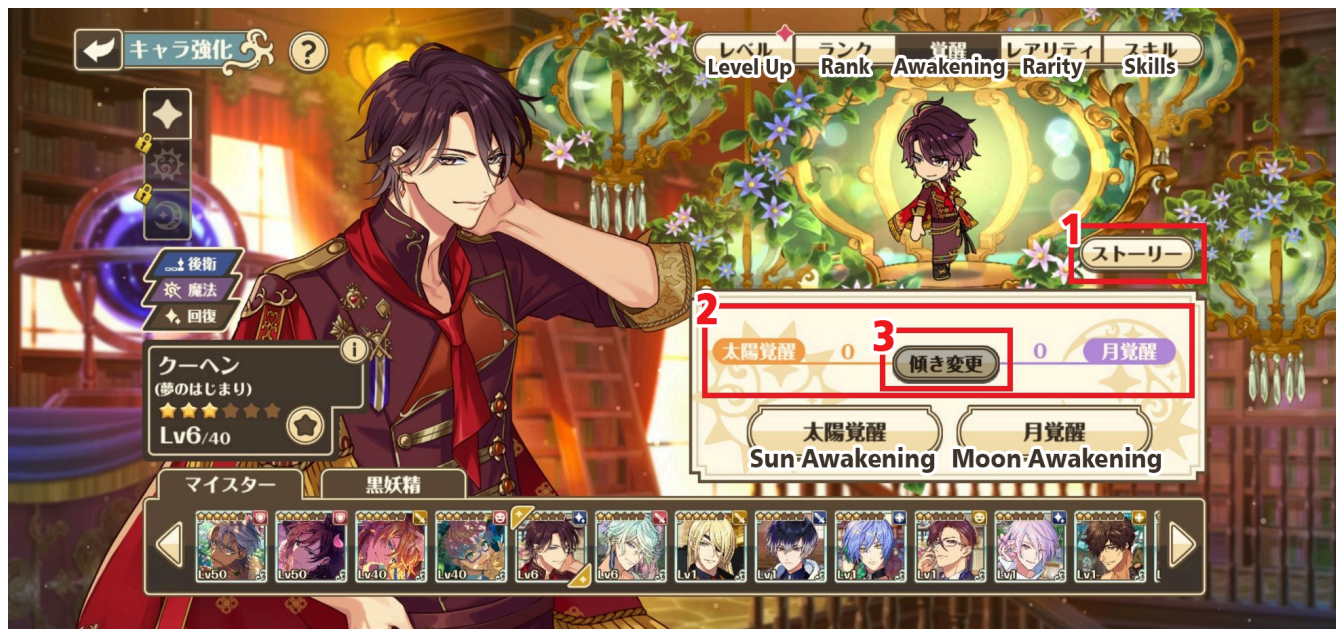 キャラ強化
?
レベル
Level Up
ランク
Rank
覚醒
Awakening
レアリティ
Rarity
スキル
Skills
1
ストーリー
後衛
魔法
回復
i
クーヘン
(夢のはじまり)
Lv6/40
2
太陽覚醒
0
3
傾き変更
0
月覚醒
太陽覚醒
Sun Awakening
月覚醒
Moon Awakening
マイスター
黒妖精
Lv50
Lv50
Lv40
Lv40
Lv6
Lv6
Lv1
Lv1
Lv1
Lv1
Lv1
Lv1